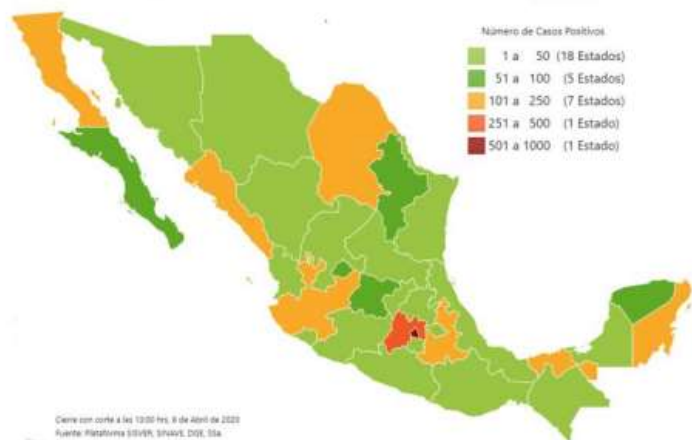 Número de Casos Positivos
1 a 50 (18 Estados)
51 a 100 (5 Estados)
101 a 250 (7 Estados)
251 a 500 (1 Estado)
501 a 1000 (1 Estado)
Cierre con corte a las 13:00 hrs, 8 de Abril de 2020
Fuente: Plataforma SISVER, SINAVE, DGE, SSa